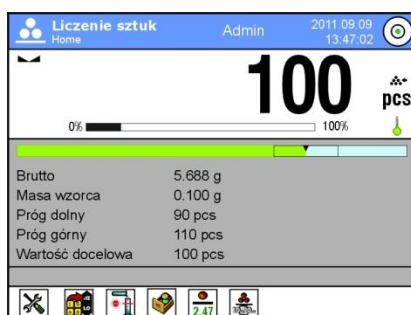 Liczenie sztuk
Home
Admin
2011.09.09
13:47:02
100
pcs
0%
100%
Brutto 5.688 g
Masa wzorca 0.100 g
Próg dolny 90 pcs
Próg górny 110 pcs
Wartość docelowa 100 pcs
2.47